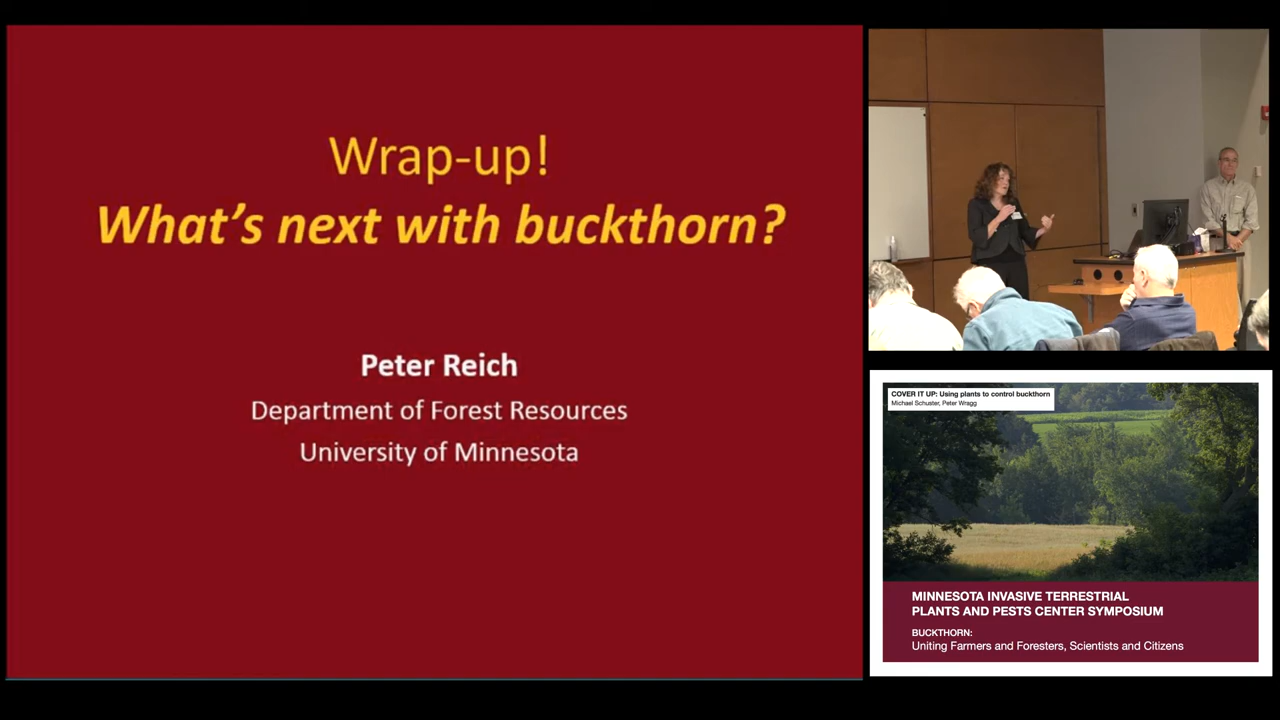 Wrap-up!
What's next with buckthorn?
Peter Reich
Department of Forest Resources
University of Minnesota
COVER IT UP: Using plants to control buckthorn
Michael Schuster, Peter Wragg
MINNESOTA INVASIVE TERRESTRIAL
PLANTS AND PESTS CENTER SYMPOSIUM
BUCKTHORN:
Uniting Farmers and Foresters, Scientists and Citizens